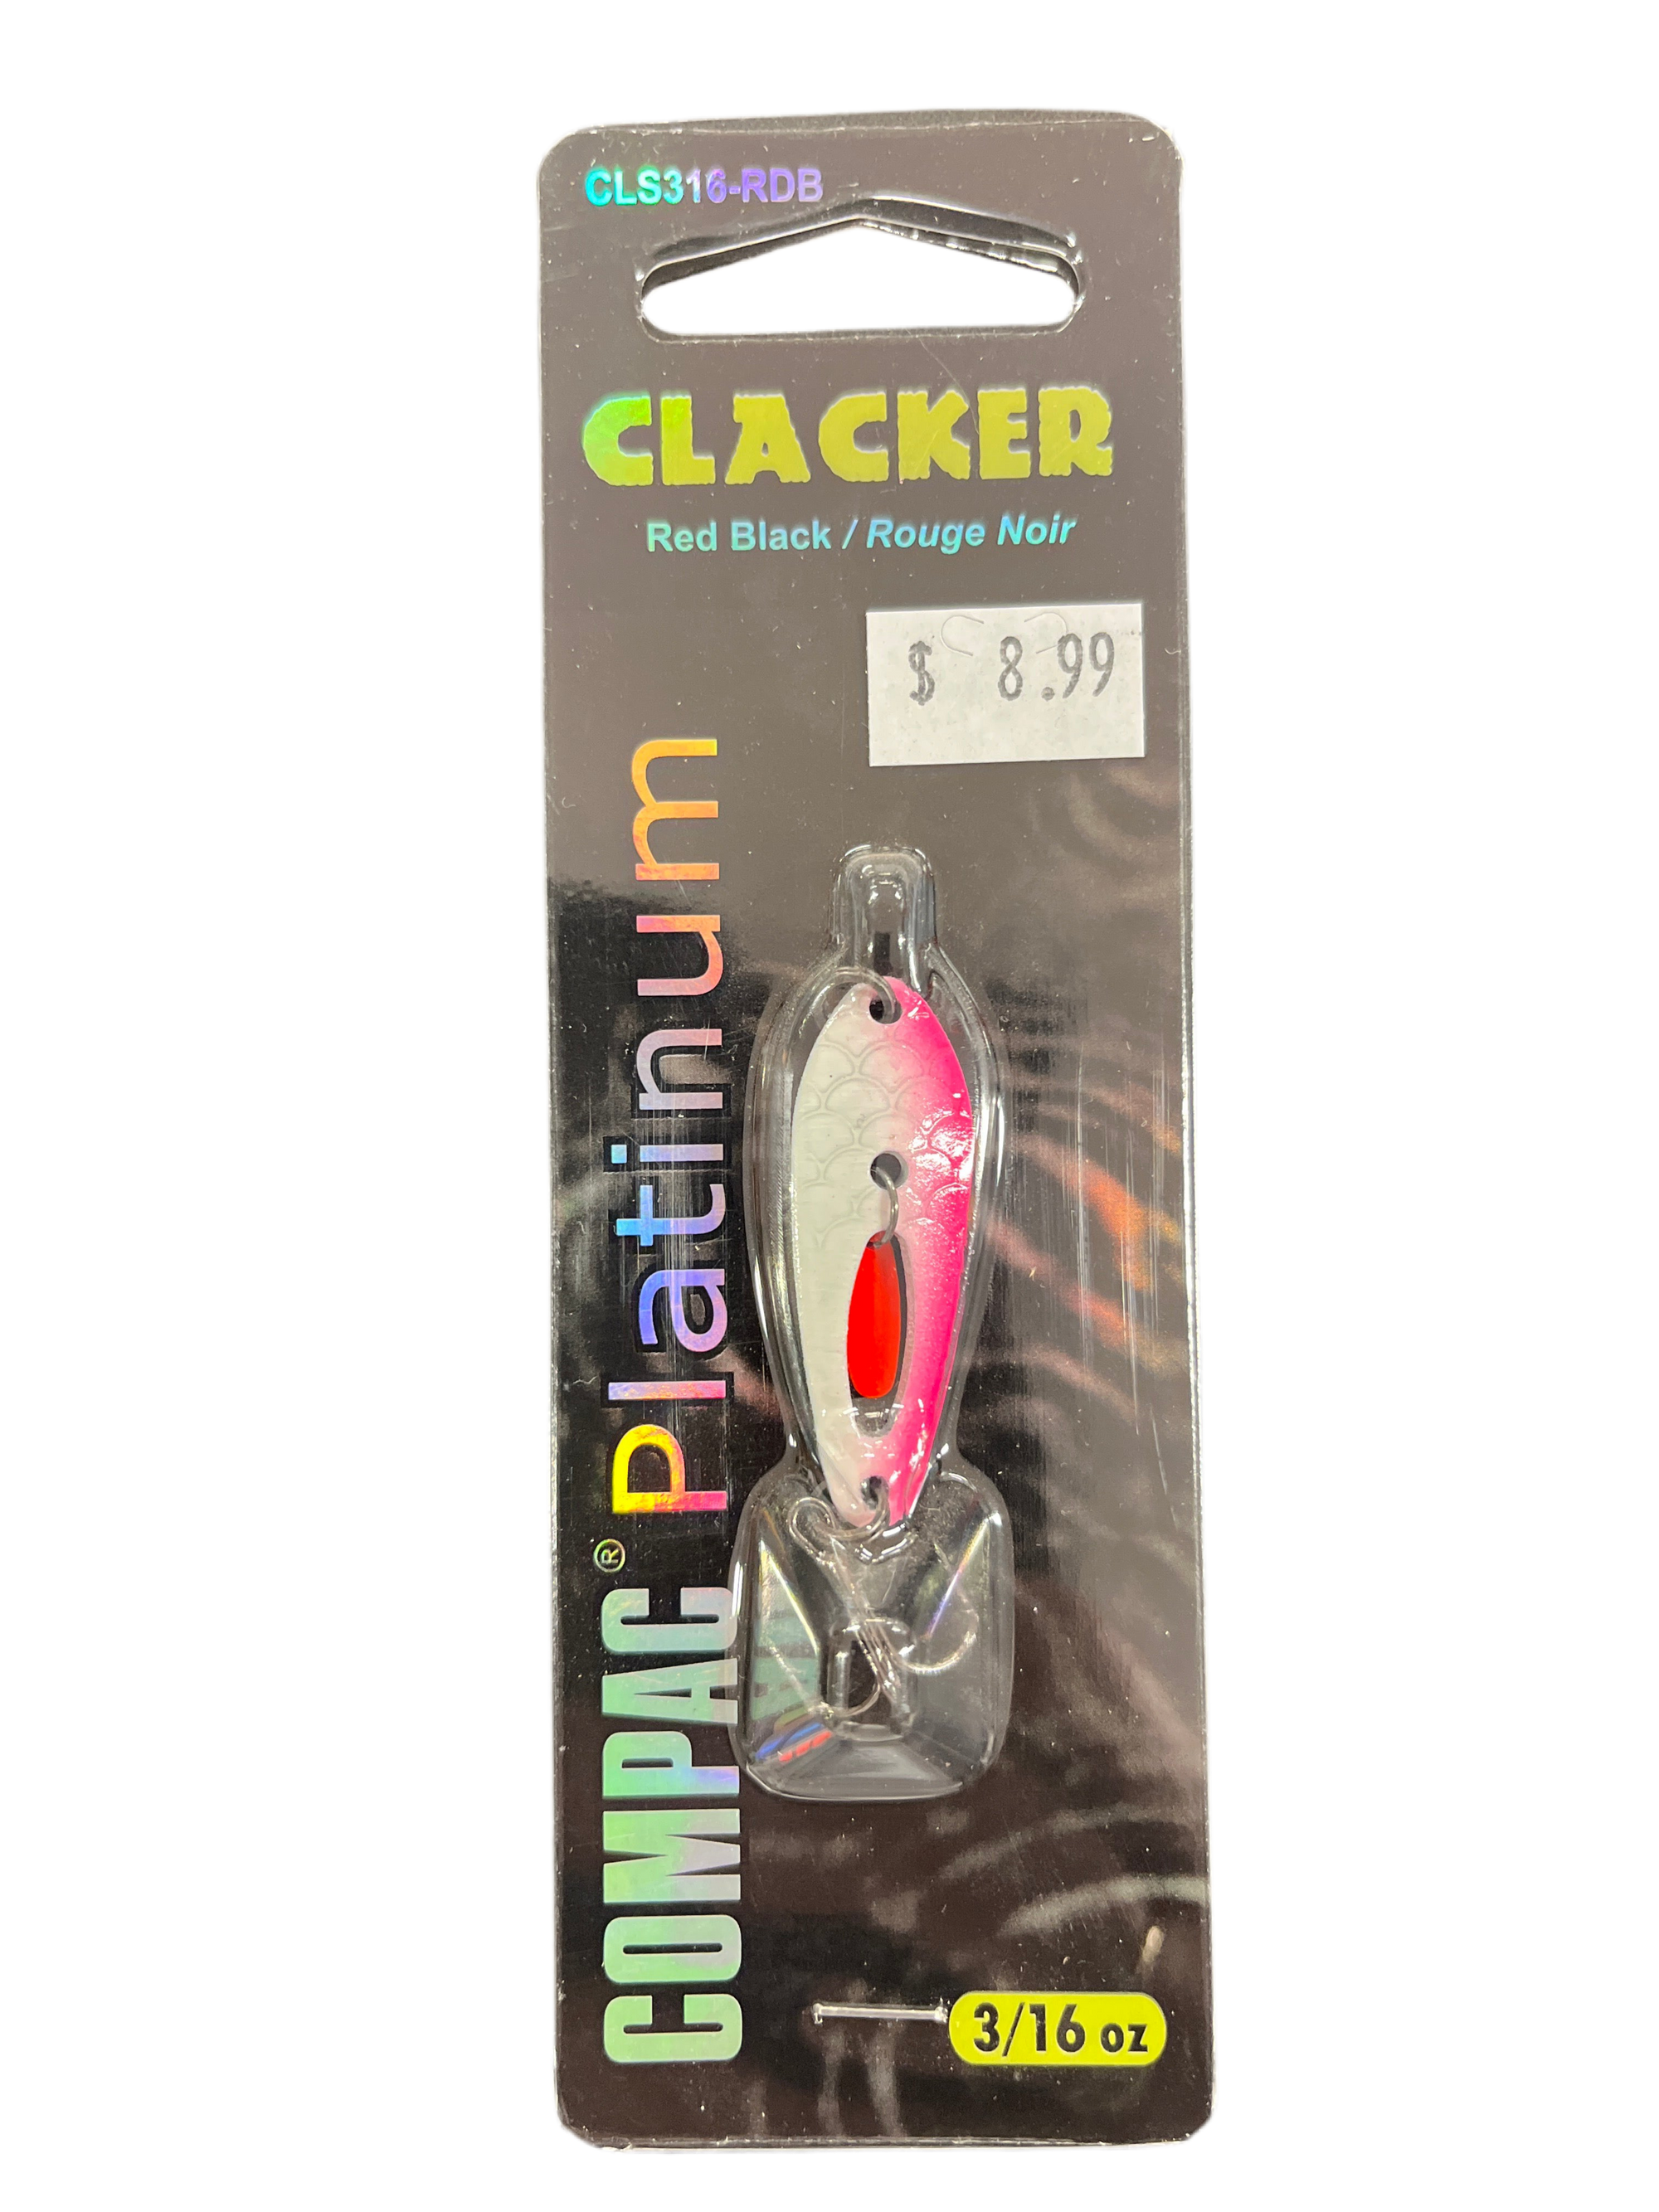 CLS316-RDB
CLACKER
Red Black / Rouge Noir
$ 8.99
COMPAC® Platinum
3/16 oz